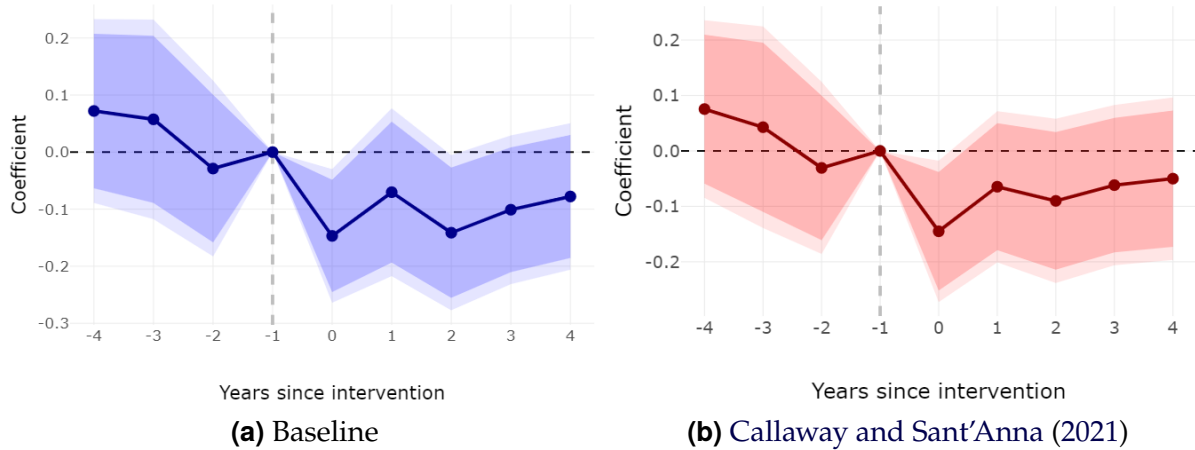 0.2
0.1
0.0
-0.1
-0.2
-0.3
Coefficient
-4 -3 -2 -1 0 1 2 3 4
Years since intervention
(a) Baseline
0.2
0.1
0.0
-0.1
-0.2
Coefficient
-4 -3 -2 -1 0 1 2 3 4
Years since intervention
(b) Callaway and Sant'Anna (2021)